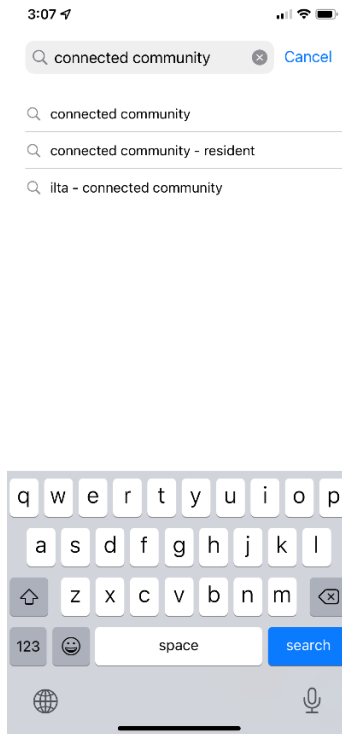 3:07
connected community
Cancel
connected community
connected community - resident
ilta - connected community
q w e r t y u i o p
a s d f g h j k l
z x c v b n m
123 space search